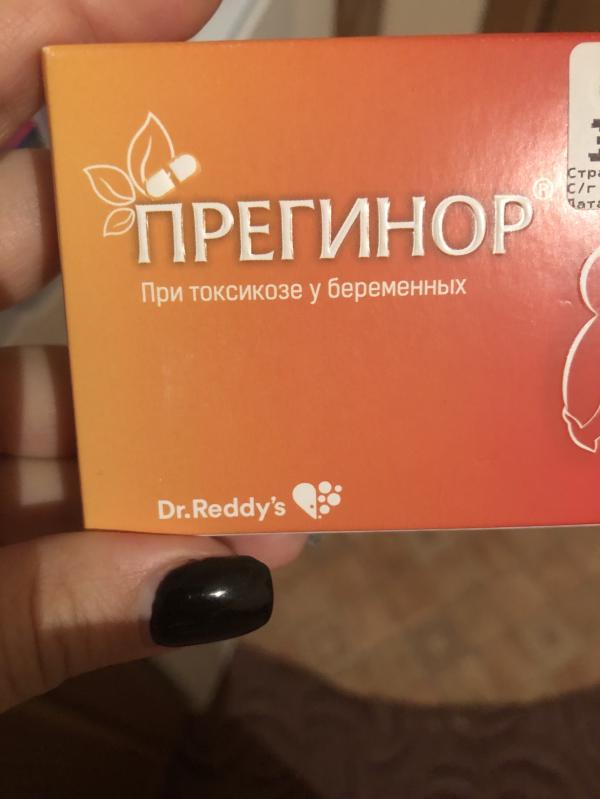 ПРЕГИНОР®
При токсикозе у беременных
Dr.Reddy's
С/г